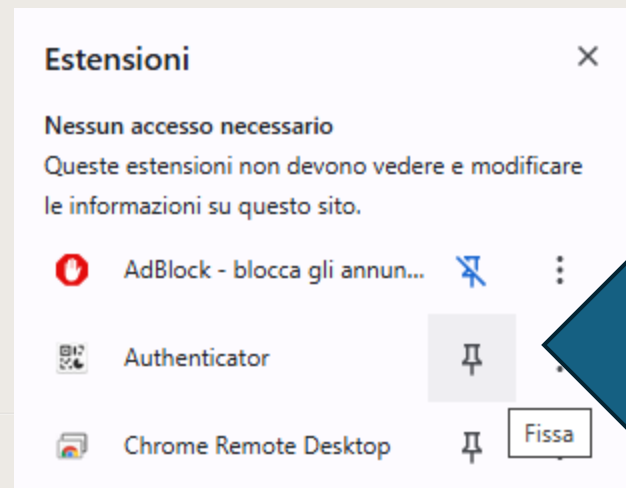 Estensioni
Nessun accesso necessario
Queste estensioni non devono vedere e modificare
le informazioni su questo sito.
AdBlock - blocca gli annun...
Authenticator
Chrome Remote Desktop
Fissa